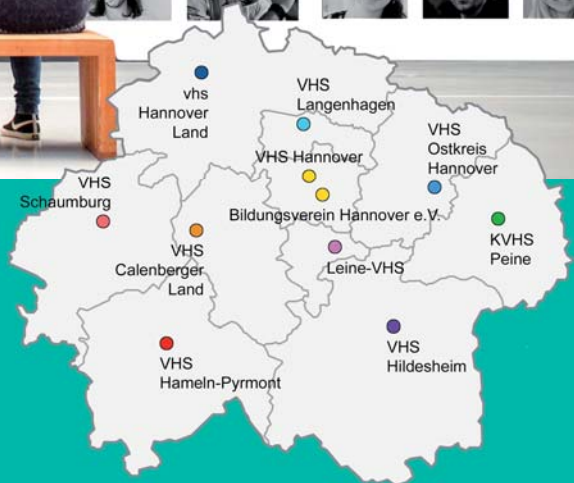 vhs
Hannover
Land
VHS
Langenhagen
VHS
Ostkreis
Hannover
VHS Hannover
VHS
Schaumburg
Bildungsverein Hannover e.V.
KVHS
Peine
VHS
Calenberger
Land
Leine-VHS
VHS
Hameln-Pyrmont
VHS
Hildesheim